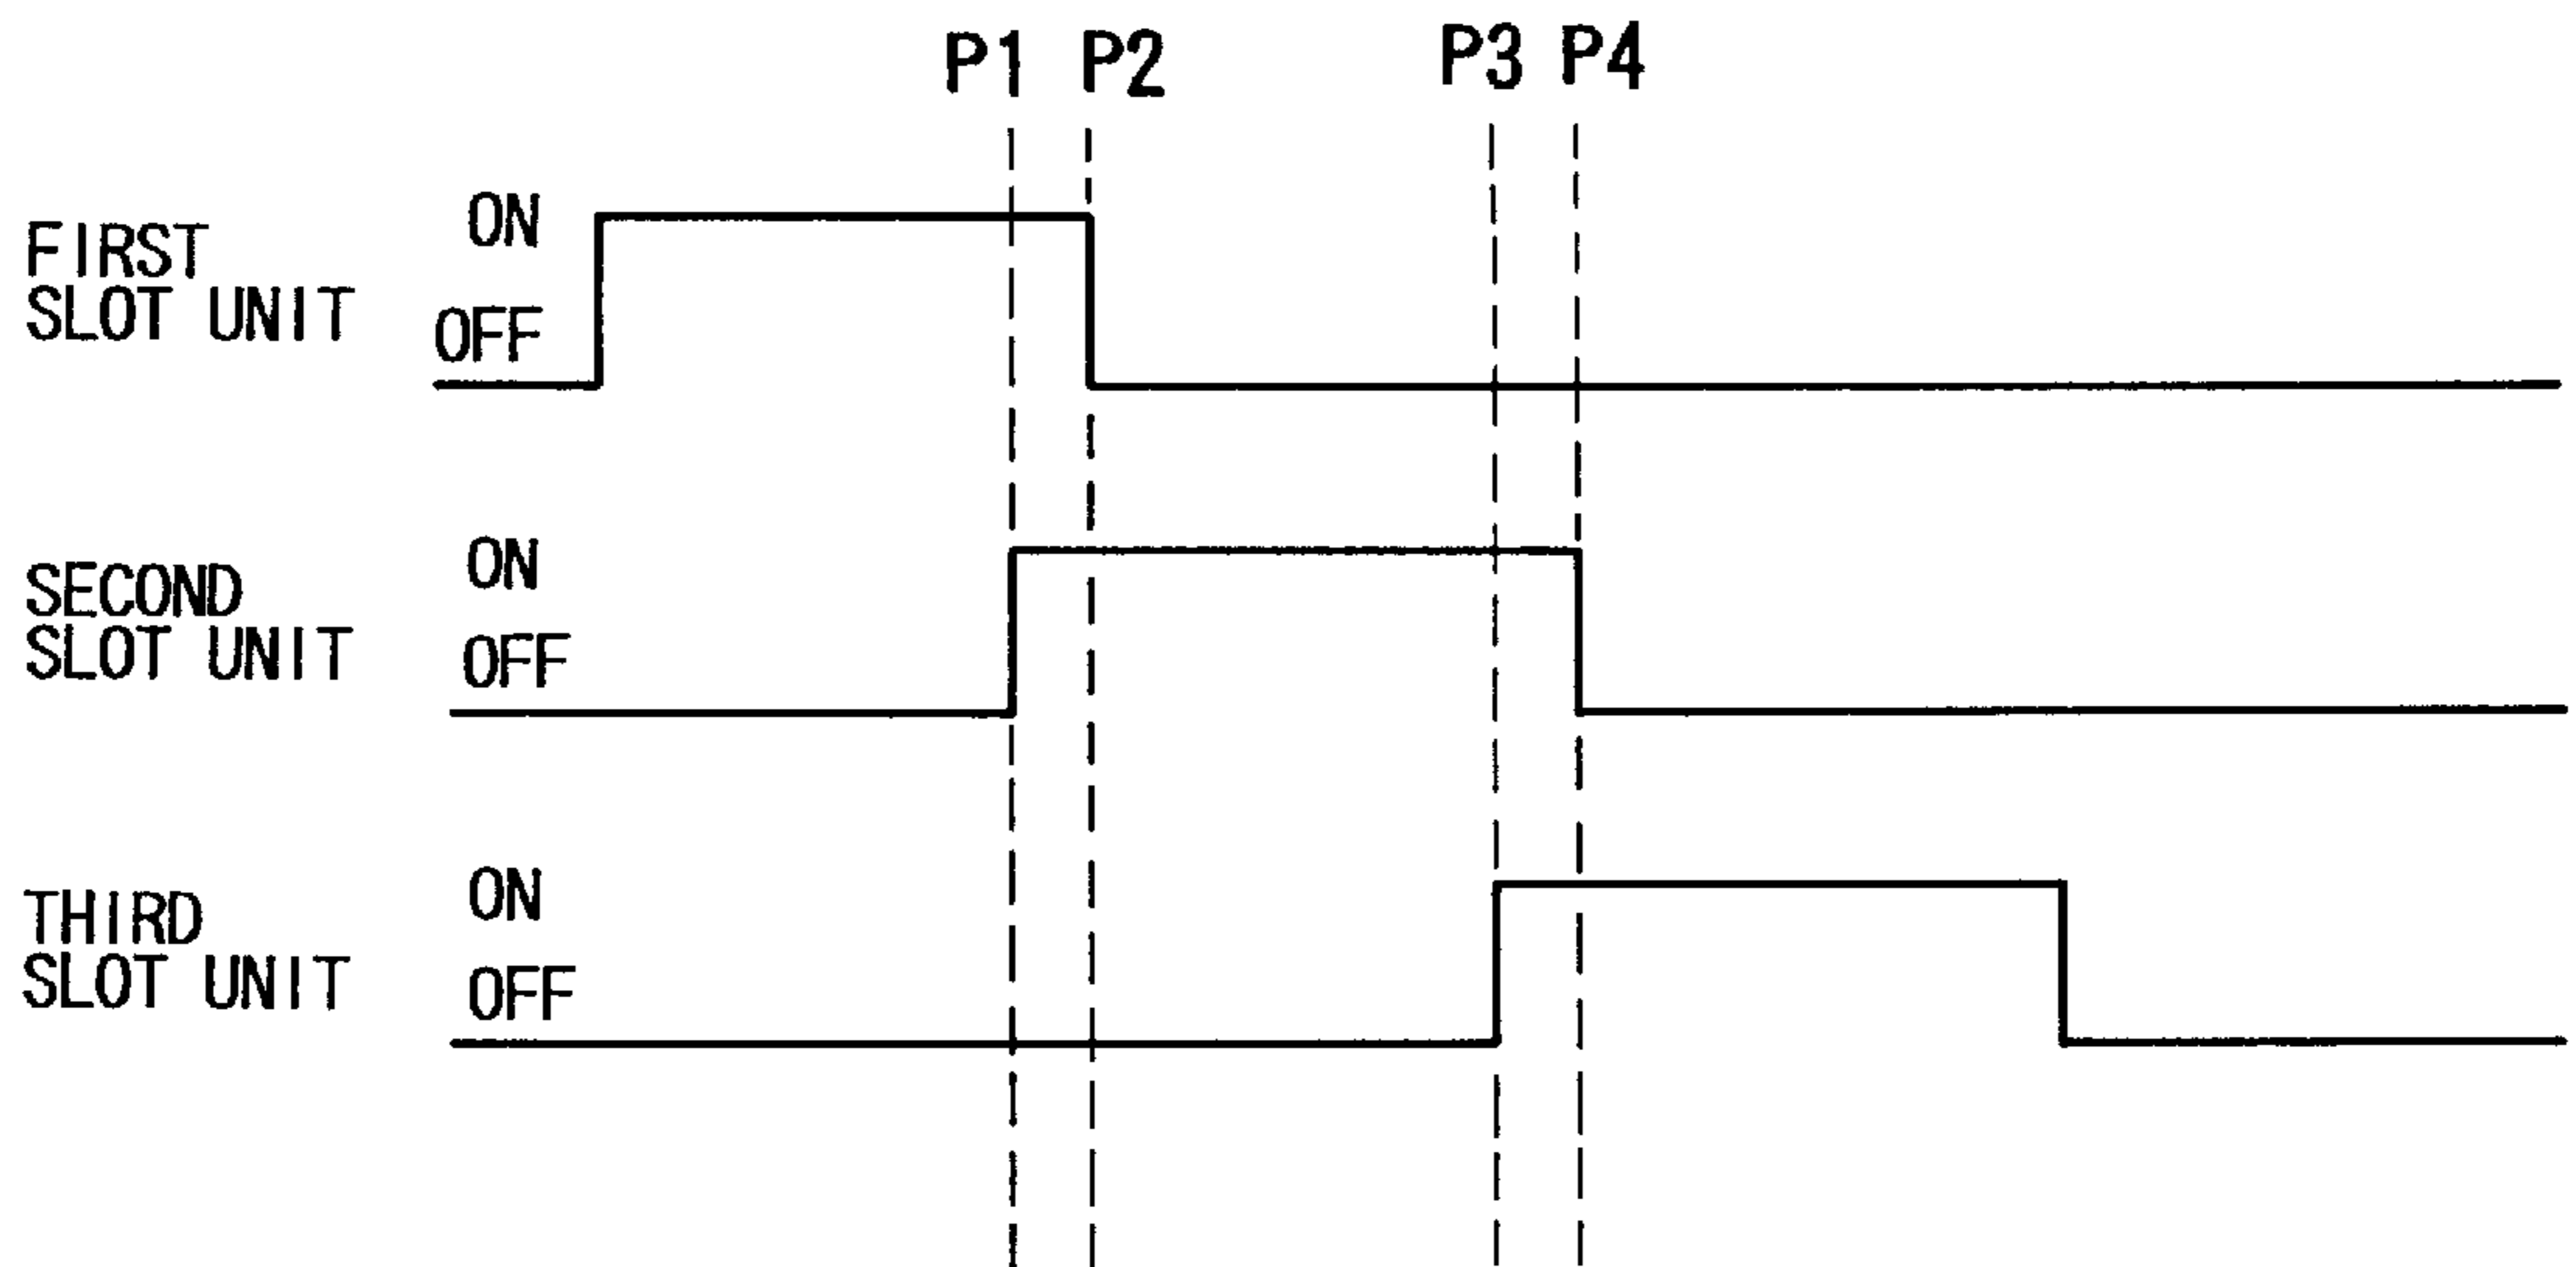 P1 P2 P3 P4
FIRST
SLOT UNIT
ON
OFF
SECOND
SLOT UNIT
ON
OFF
THIRD
SLOT UNIT
ON
OFF